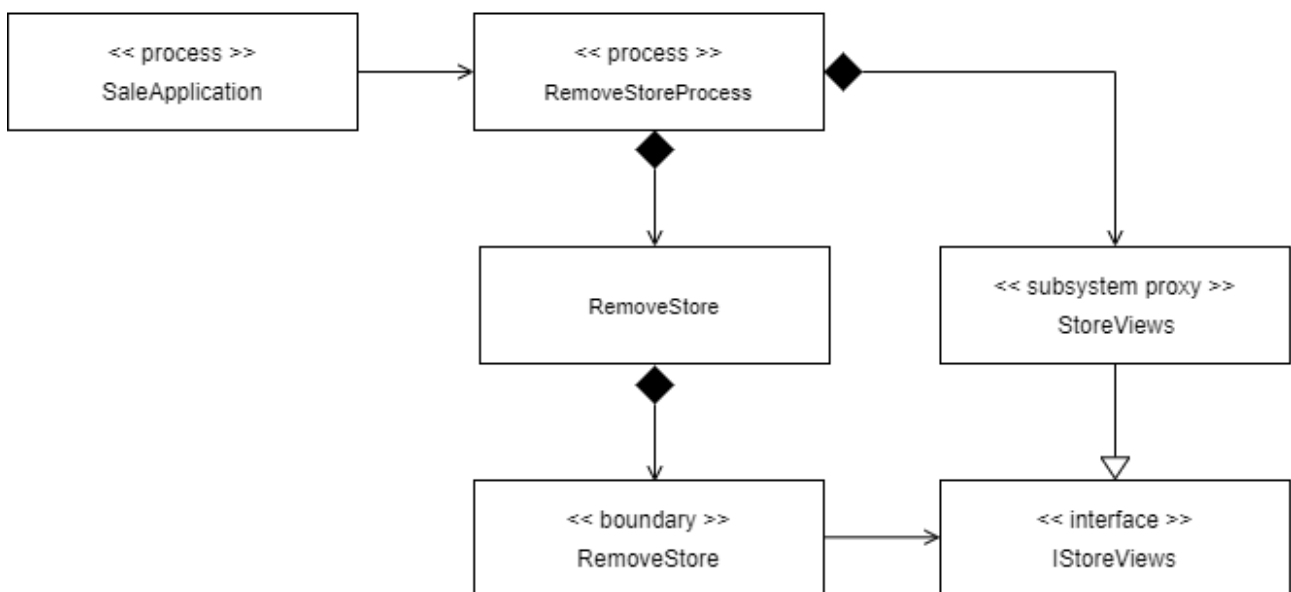 << process >>
SaleApplication
<< process >>
RemoveStoreProcess
RemoveStore
<< subsystem proxy >>
StoreViews
<< boundary >>
RemoveStore
<< interface >>
IStoreViews